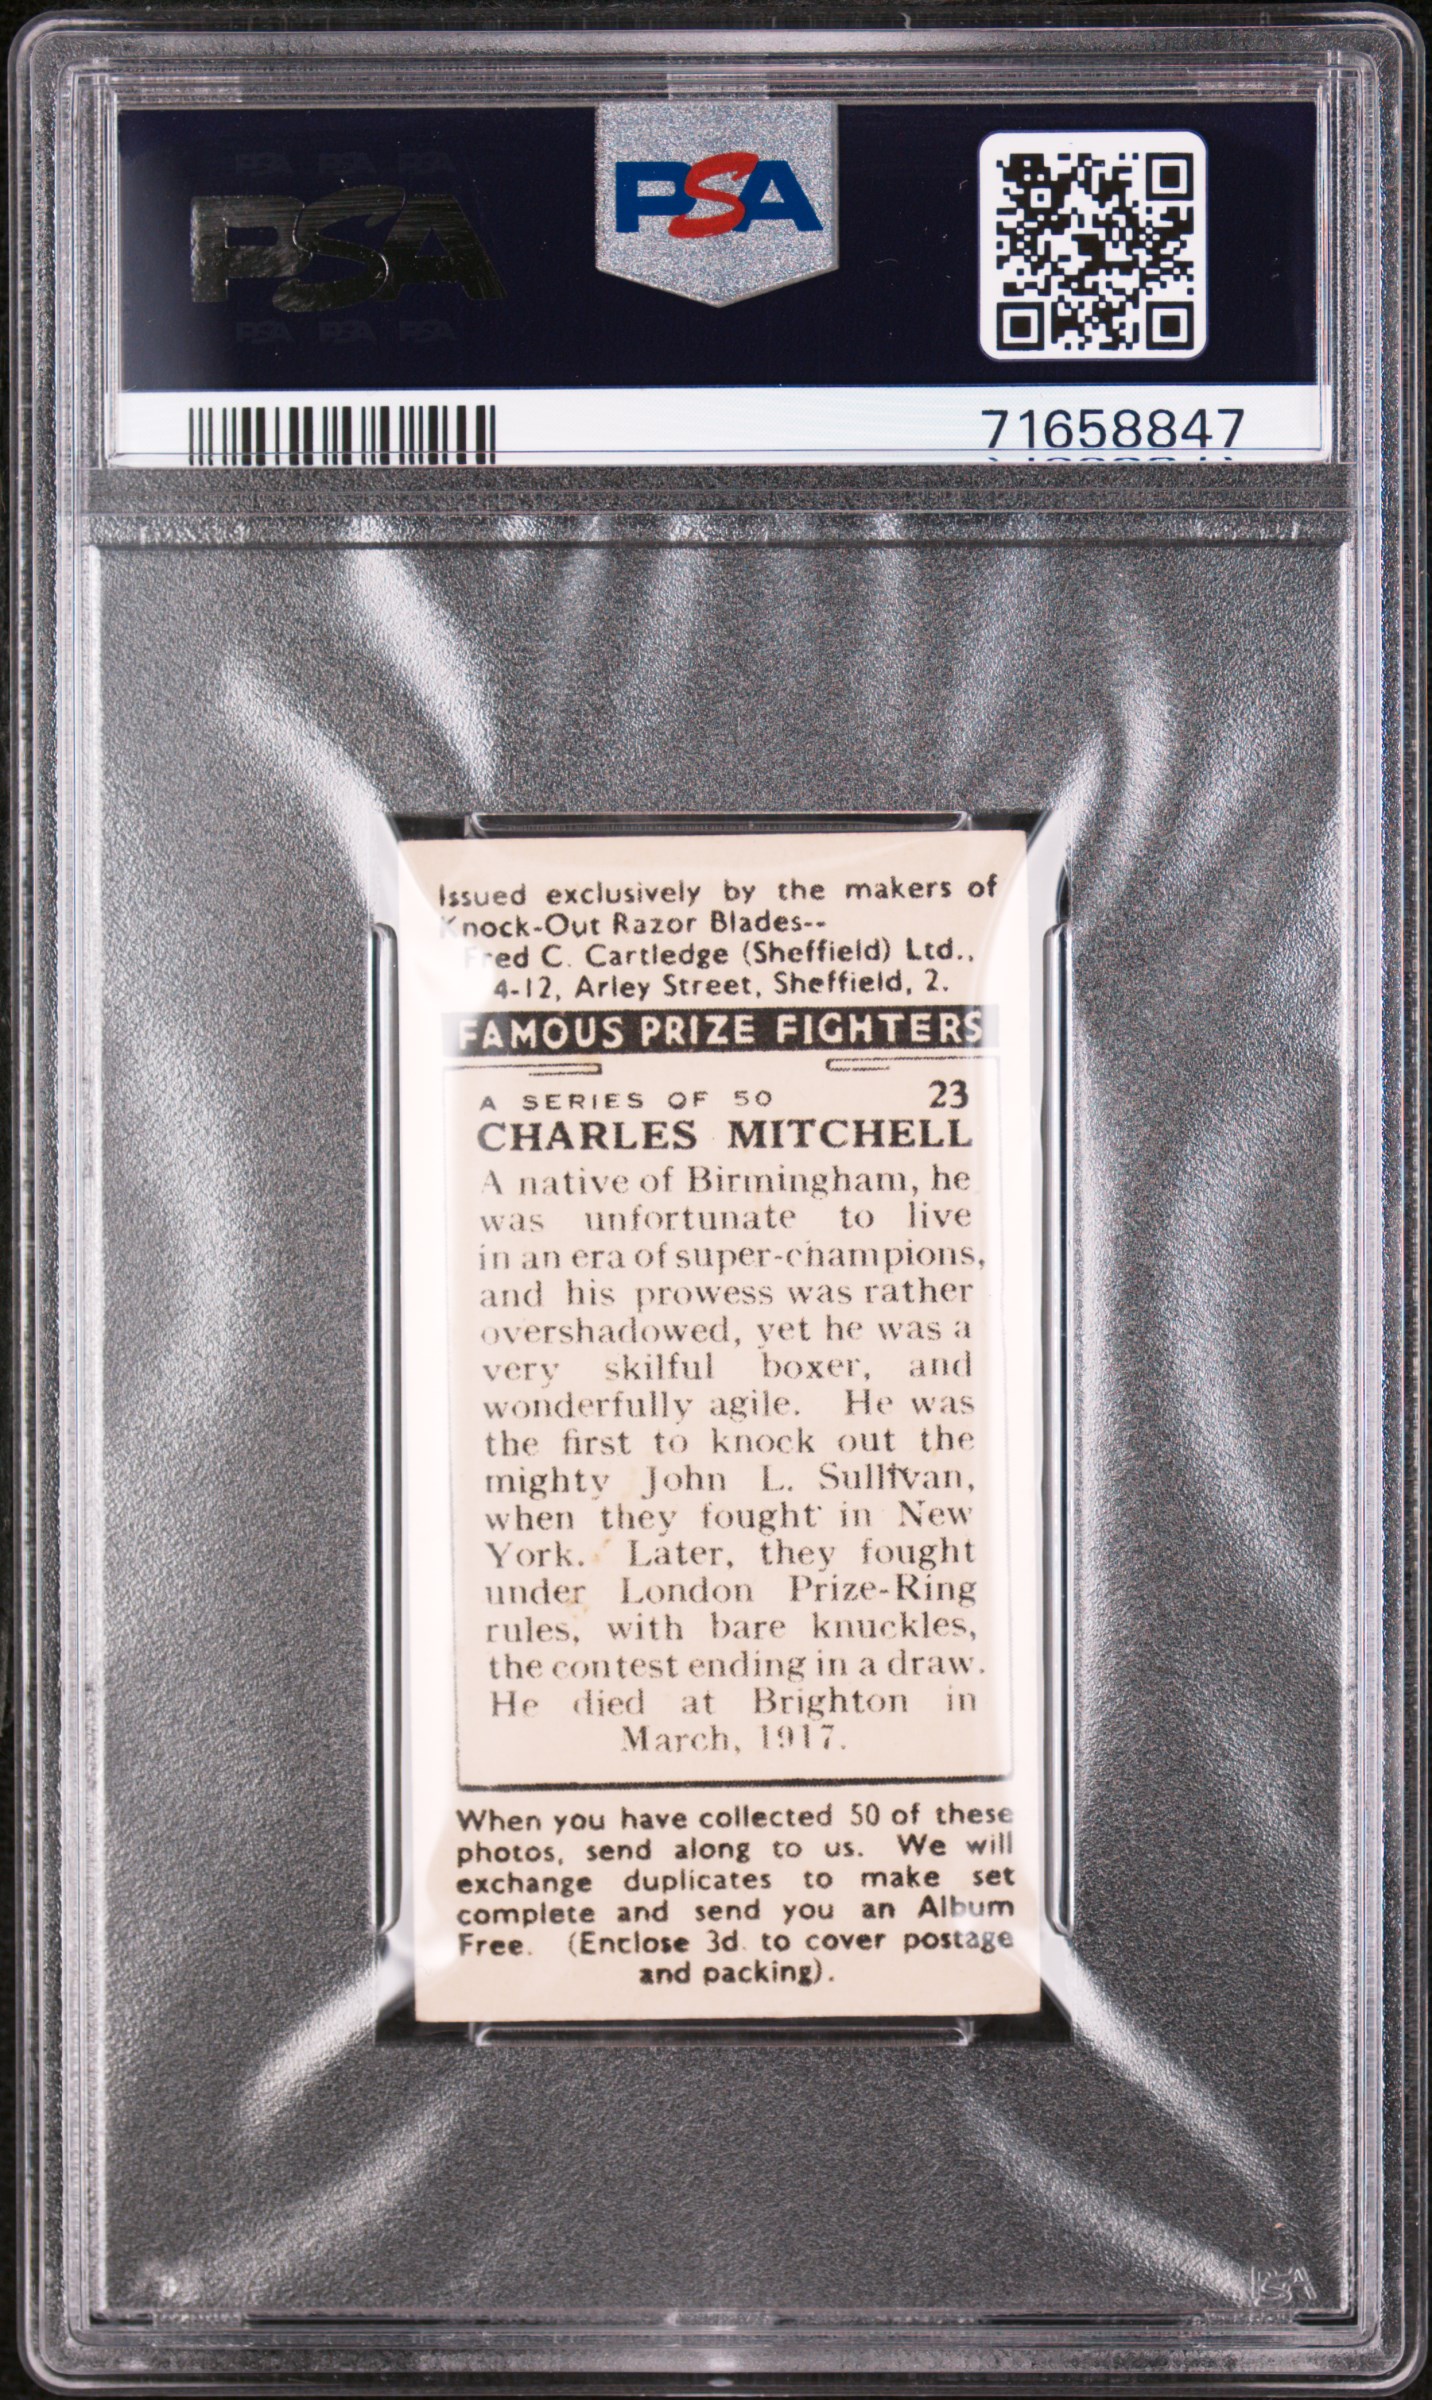 PSA PSA PSA
PSA
PSA PSA PSA
PSA
71658847
Issued exclusively by the makers of
Knock-Out Razor Blades--
Fred C. Cartledge (Sheffield) Ltd.,
4-12, Arley Street, Sheffield, 2.
FAMOUS PRIZE FIGHTERS
A SERIES OF 50 23
CHARLES MITCHELL
A native of Birmingham, he
was unfortunate to live
in an era of super-champions,
and his prowess was rather
overshadowed, yet he was a
very skilful boxer, and
wonderfully agile. He was
the first to knock out the
mighty John L. Sullivan,
when they fought in New
York. Later, they fought
under London Prize-Ring
rules, with bare knuckles,
the contest ending in a draw.
He died at Brighton in
March, 1917.
When you have collected 50 of these
photos, send along to us. We will
exchange duplicates to make set
complete and send you an Album
Free. (Enclose 3d. to cover postage
and packing).
PSA